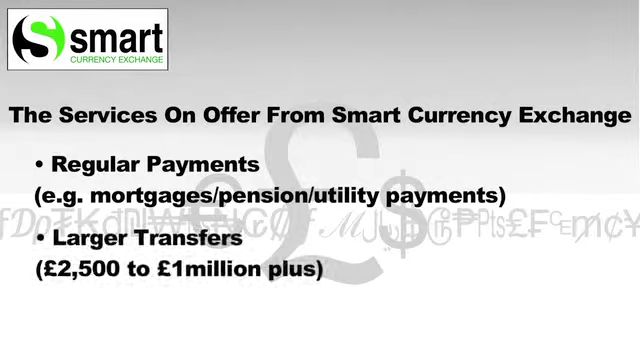 smart
CURRENCY EXCHANGE
The Services On Offer From Smart Currency Exchange
• Regular Payments
(e.g. mortgages/pension/utility payments)
• Larger Transfers
(£2,500 to £1million plus)